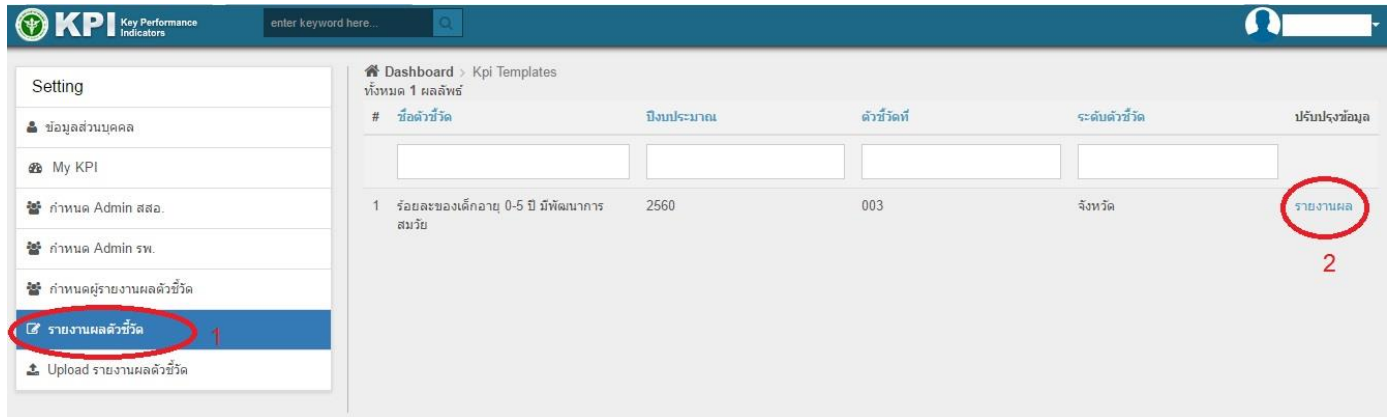 KPI Key Performance Indicators
enter keyword here...
Setting
ข้อมูลส่วนบุคคล
My KPI
กำหนด Admin สสอ.
กำหนด Admin รพ.
กำหนดผู้รายงานผลตัวชี้วัด
รายงานผลตัวชี้วัด 1
Upload รายงานผลตัวชี้วัด
Dashboard > Kpi Templates
ทั้งหมด 1 ผลลัพธ์
# ชื่อตัวชี้วัด ปีงบประมาณ ตัวชี้วัดที่ ระดับตัวชี้วัด ปรับปรุงข้อมูล
1 ร้อยละของเด็กอายุ 0-5 ปี มีพัฒนาการ 2560 003 จังหวัด รายงานผล
สมวัย
2